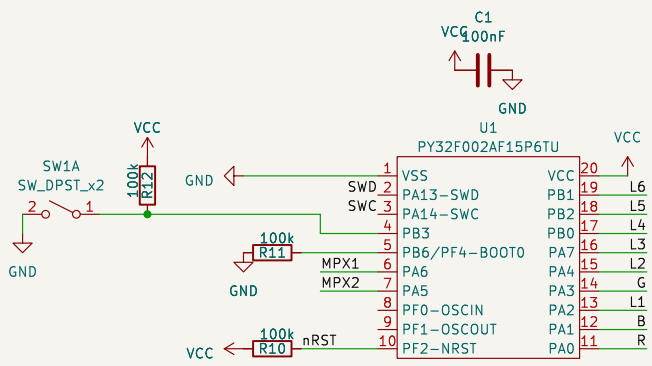 C1
VCC
100nF
GND
U1
PY32F002AF15P6TU
VCC
VCC
SW1A
SW_DPST_x2
2
1
GND
100k
R12
GND
SWD
SWC
1 VSS
2 PA13-SWD
3 PA14-SWC
4 PB3
5 PB6/PF4-BOOT0
6 PA6
7 PA5
8 PF0-OSCIN
9 PF1-OSCOUT
10 PF2-NRST
100k
R11
GND
MPX1
MPX2
100k
R10
nRST
VCC
VCC 20
PB1 19 L6
PB2 18 L5
PB0 17 L4
PA7 16 L3
PA4 15 L2
PA3 14 G
PA2 13 L1
PA1 12 B
PA0 11 R